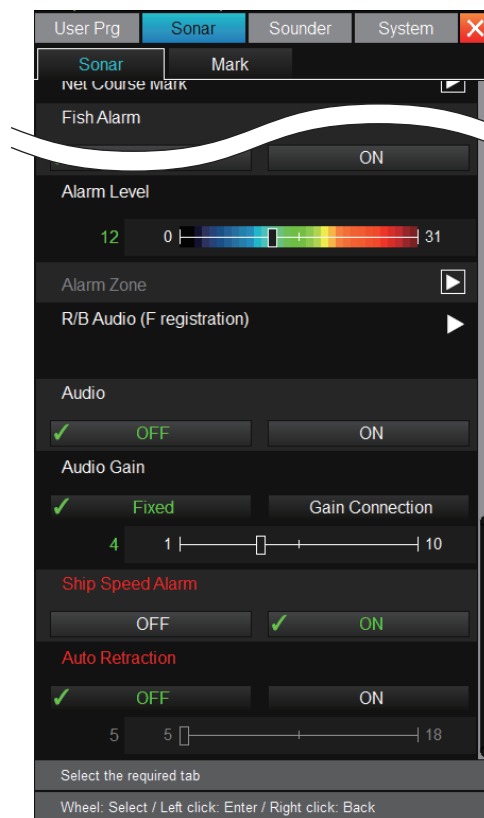 User Prg Sonar Sounder System
Sonar Mark
Net Course Mark
Fish Alarm
ON
Alarm Level
12 0 31
Alarm Zone
R/B Audio (F registration)
Audio
OFF ON
Audio Gain
Fixed Gain Connection
4 1 10
Ship Speed Alarm
OFF ON
Auto Retraction
OFF ON
5 5 18
Select the required tab
Wheel: Select / Left click: Enter / Right click: Back